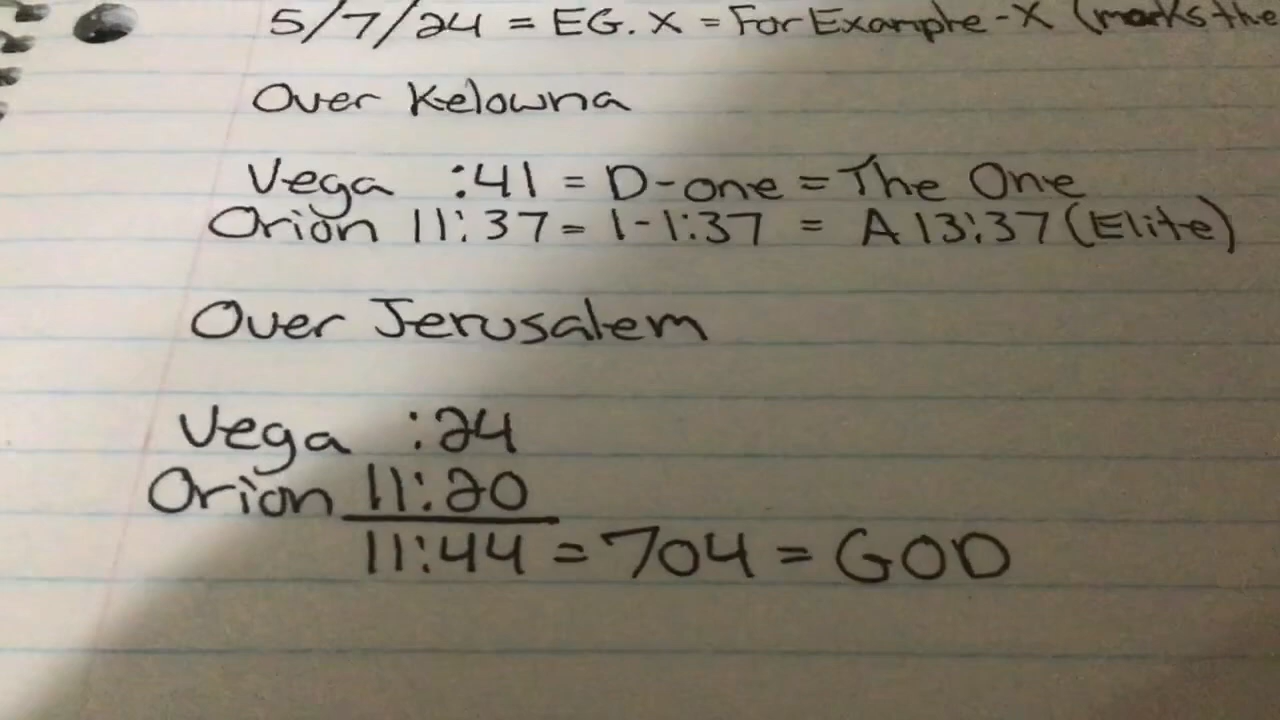 5/7/24 = EG. X = For Example - X (marks the
Over Kelowna
Vega :41 = D-one = The One
Orion 11:37 = 1-1:37 = A 13:37 (Elite)
Over Jerusalem
Vega :24
Orion 11:20
11:44 = 704 = GOD